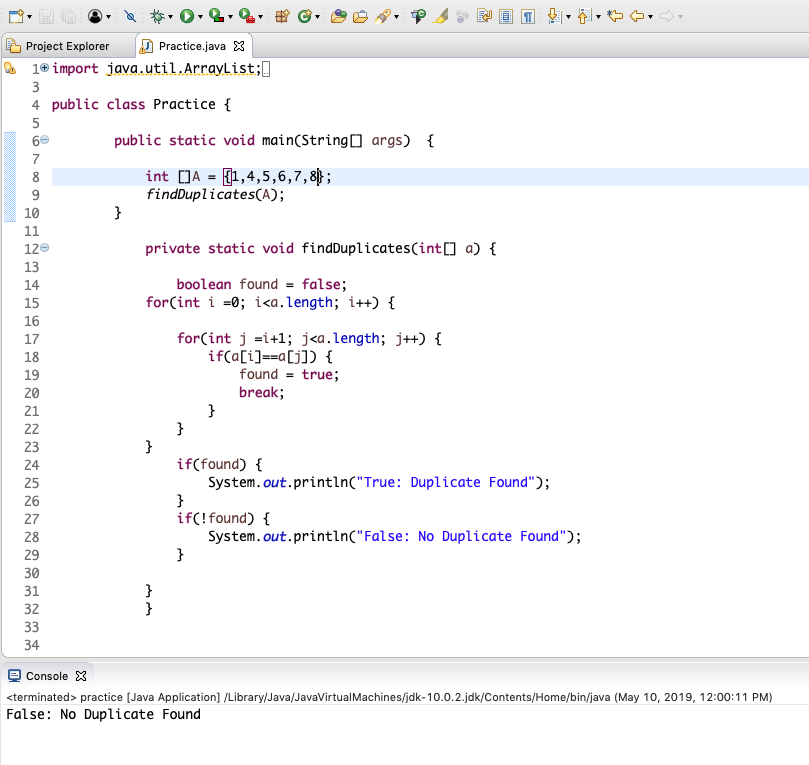 Project Explorer
Practice.java
1 import java.util.ArrayList;
3
4 public class Practice {
5
6 public static void main(String[] args)  {
7
8 int []A = {1,4,5,6,7,8};
9 findDuplicates(A);
10 }
11
12 private static void findDuplicates(int[] a) {
13
14 boolean found = false;
15 for(int i =0; i<a.length; i++) {
16
17 for(int j =i+1; j<a.length; j++) {
18 if(a[i]==a[j]) {
19 found = true;
20 break;
21 }
22 }
23 }
24 if(found) {
25 System.out.println("True: Duplicate Found");
26 }
27 if(!found) {
28 System.out.println("False: No Duplicate Found");
29 }
30
31 }
32 }
33
34
Console
<terminated> practice [Java Application] /Library/Java/JavaVirtualMachines/jdk-10.0.2.jdk/Contents/Home/bin/java (May 10, 2019, 12:00:11 PM)
False: No Duplicate Found